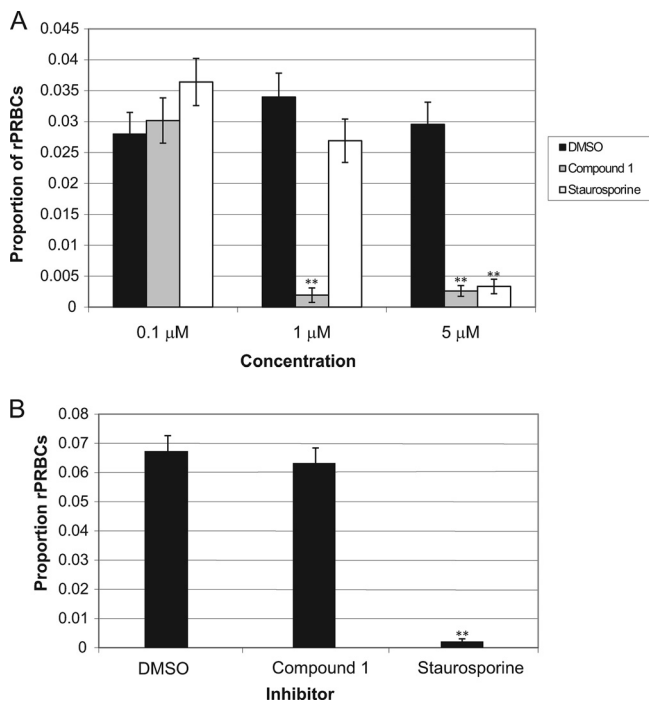 A
Proportion of rPRBCs
0.045
0.04
0.035
0.03
0.025
0.02
0.015
0.01
0.005
0
**
**
**
0.1 μM
1 μM
5 μM
Concentration
DMSO
Compound 1
Staurosporine
B
Proportion rPRBCs
0.08
0.07
0.06
0.05
0.04
0.03
0.02
0.01
0
**
DMSO
Compound 1
Staurosporine
Inhibitor